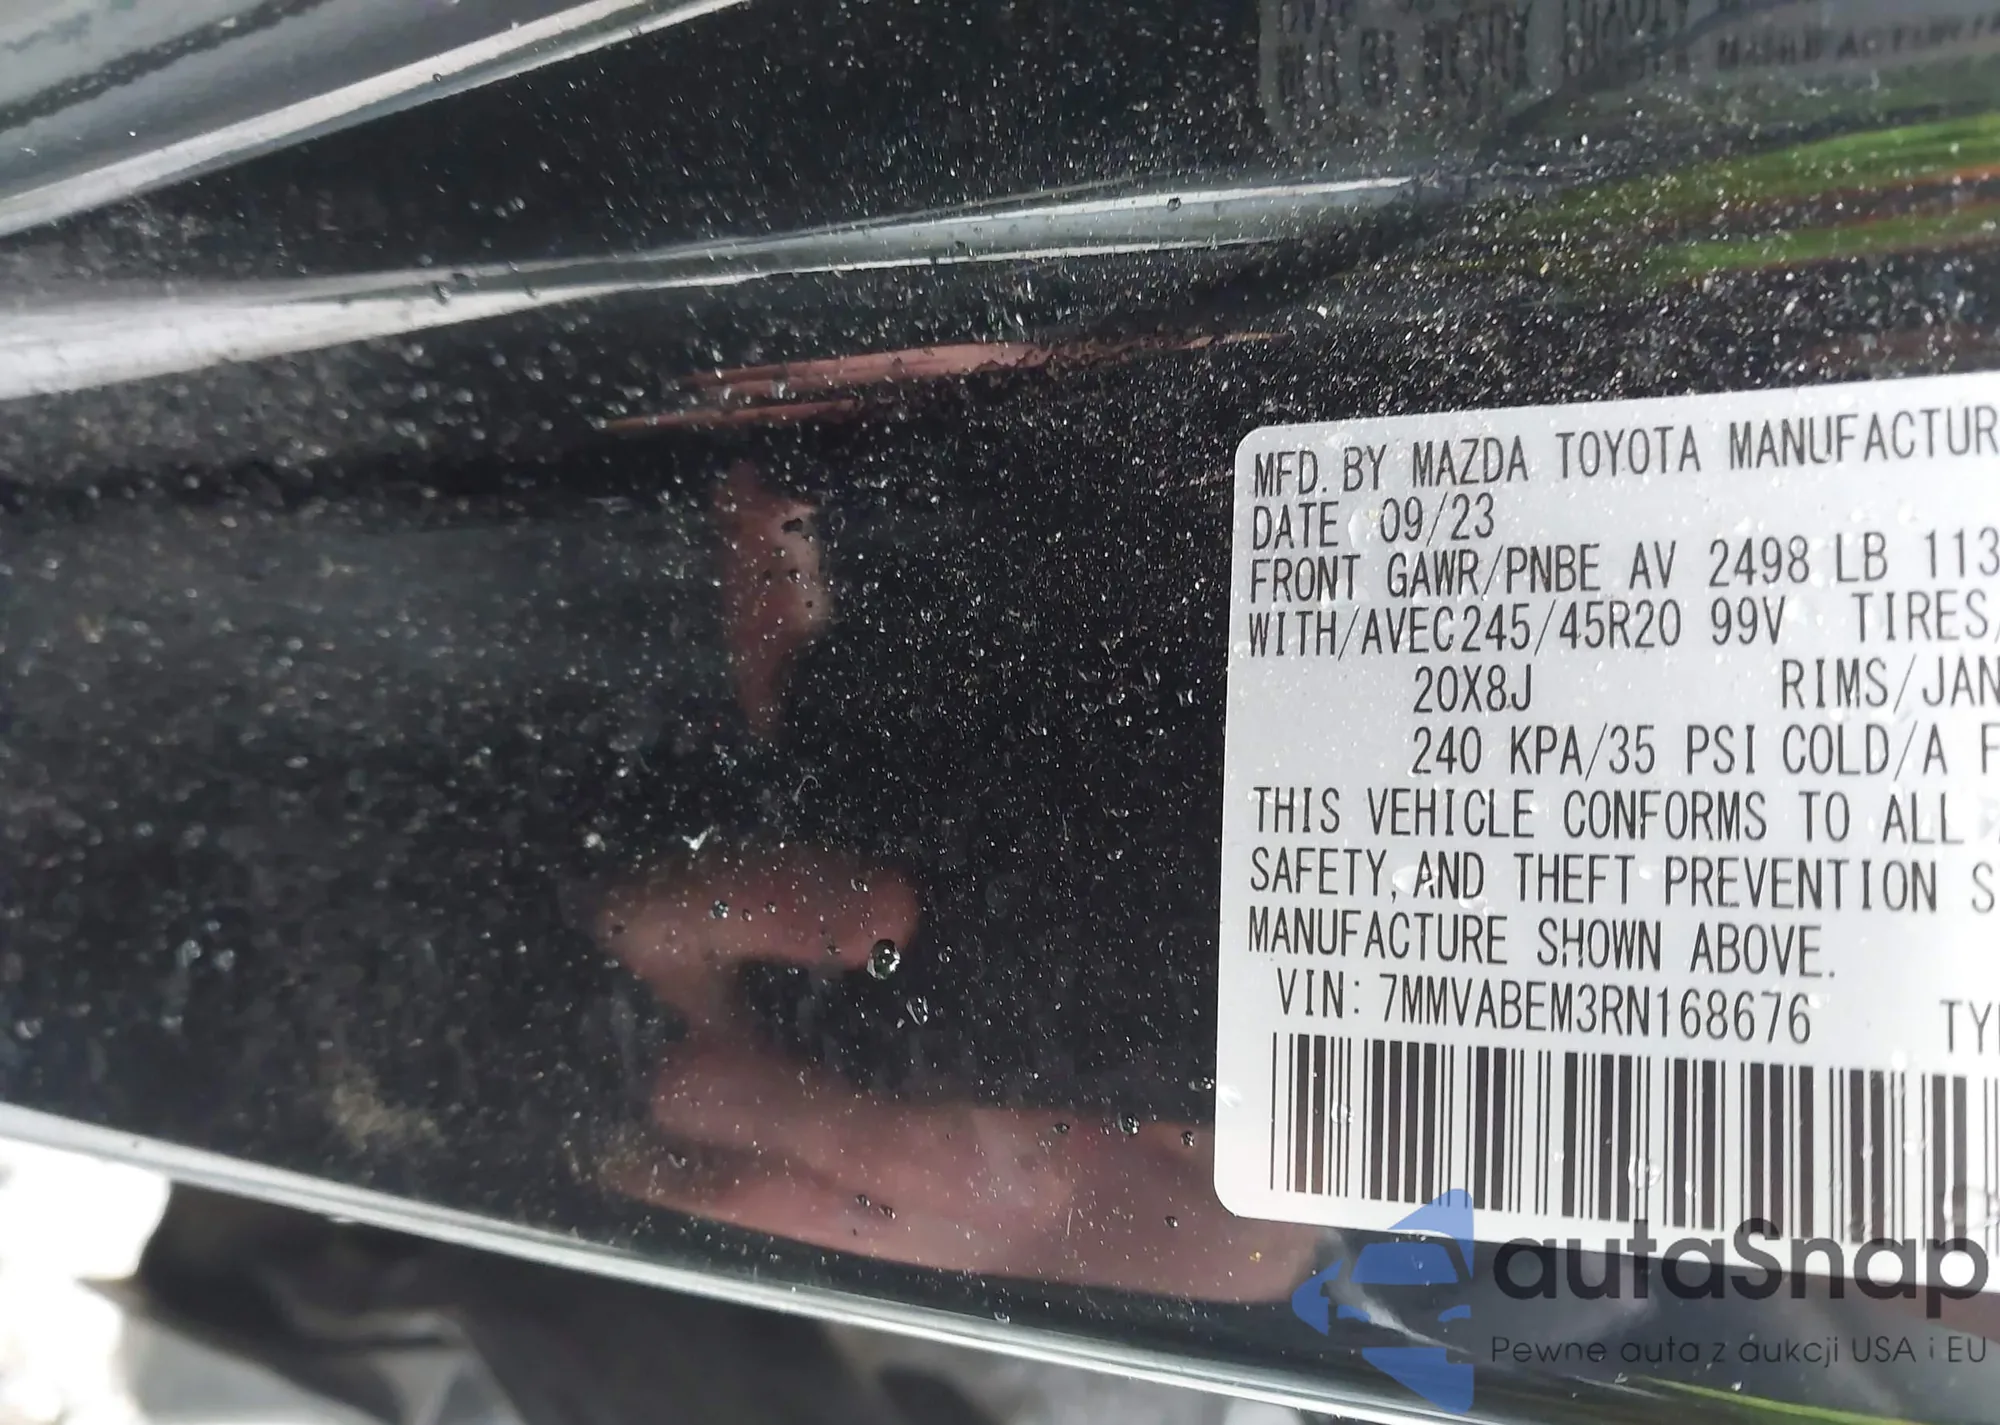 MFD. BY MAZDA TOYOTA MANUFACTUR
DATE 09/23
FRONT GAWR/PNBE AV 2498 LB 113
WITH/AVEC245/45R20 99V TIRES/
20X8J RIMS/JAN
240 KPA/35 PSI COLD/A F
THIS VEHICLE CONFORMS TO ALL
SAFETY, AND THEFT PREVENTION S
MANUFACTURE SHOWN ABOVE.
VIN: 7MMVABEM3RN168676 TY
autaSnap
Pewne auta z aukcji USA i EU